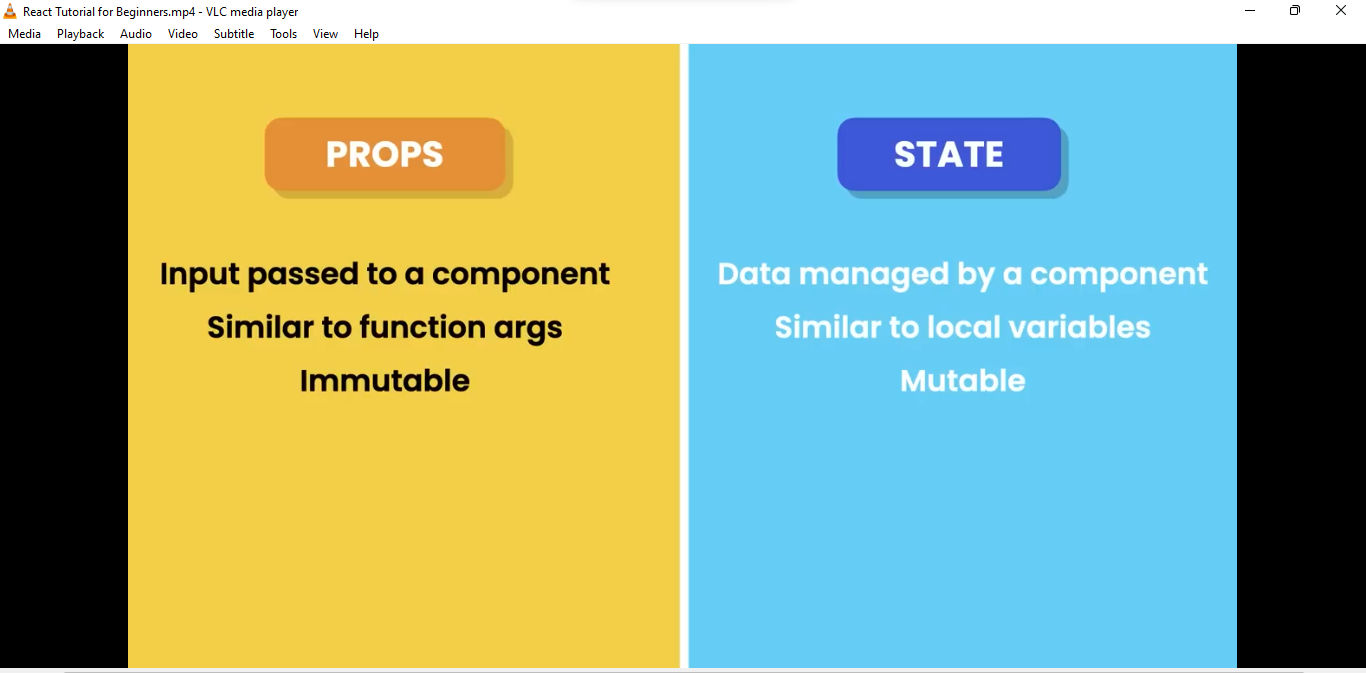 React Tutorial for Beginners.mp4 - VLC media player
Media Playback Audio Video Subtitle Tools View Help
PROPS
Input passed to a component
Similar to function args
Immutable
STATE
Data managed by a component
Similar to local variables
Mutable